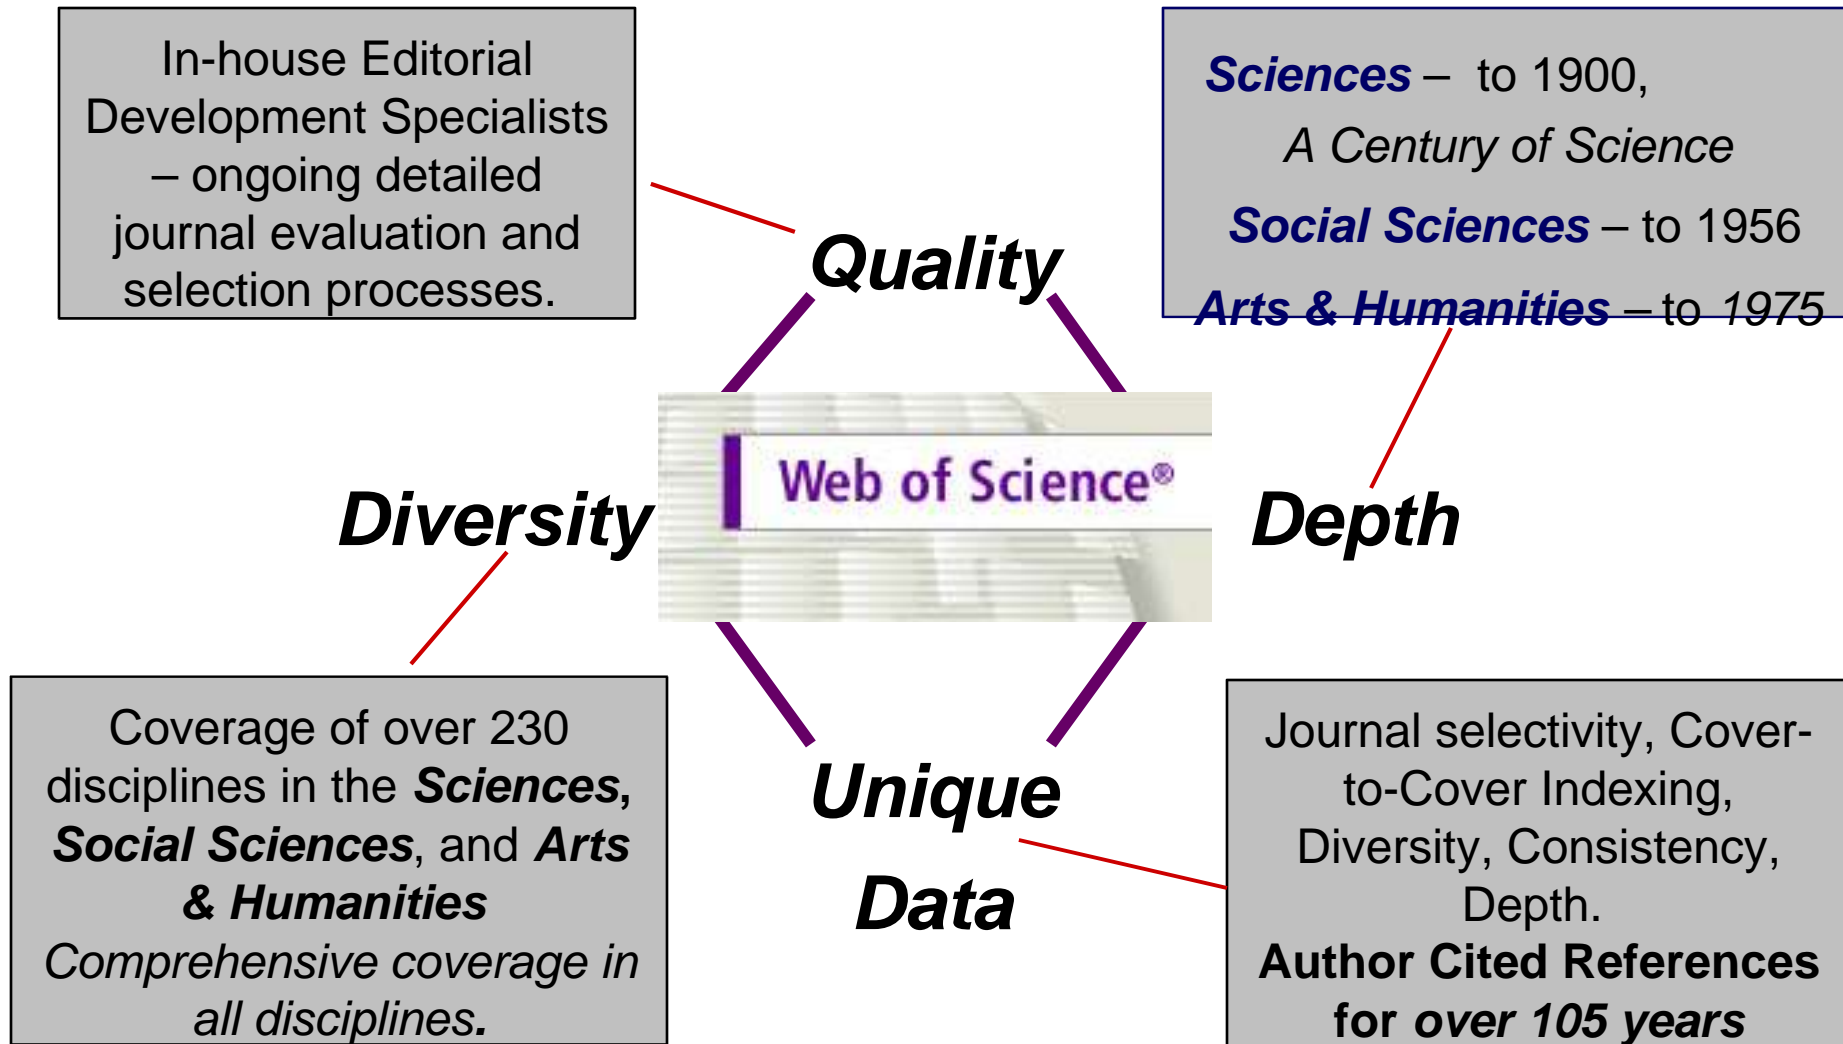 In-house Editorial
Development Specialists
– ongoing detailed
journal evaluation and
selection processes.
Sciences – to 1900,
A Century of Science
Social Sciences – to 1956
Arts & Humanities – to 1975
Quality
Web of Science®
Diversity
Depth
Unique
Data
Coverage of over 230
disciplines in the Sciences,
Social Sciences, and Arts
& Humanities
Comprehensive coverage in
all disciplines.
Journal selectivity, Cover-
to-Cover Indexing,
Diversity, Consistency,
Depth.
Author Cited References
for over 105 years